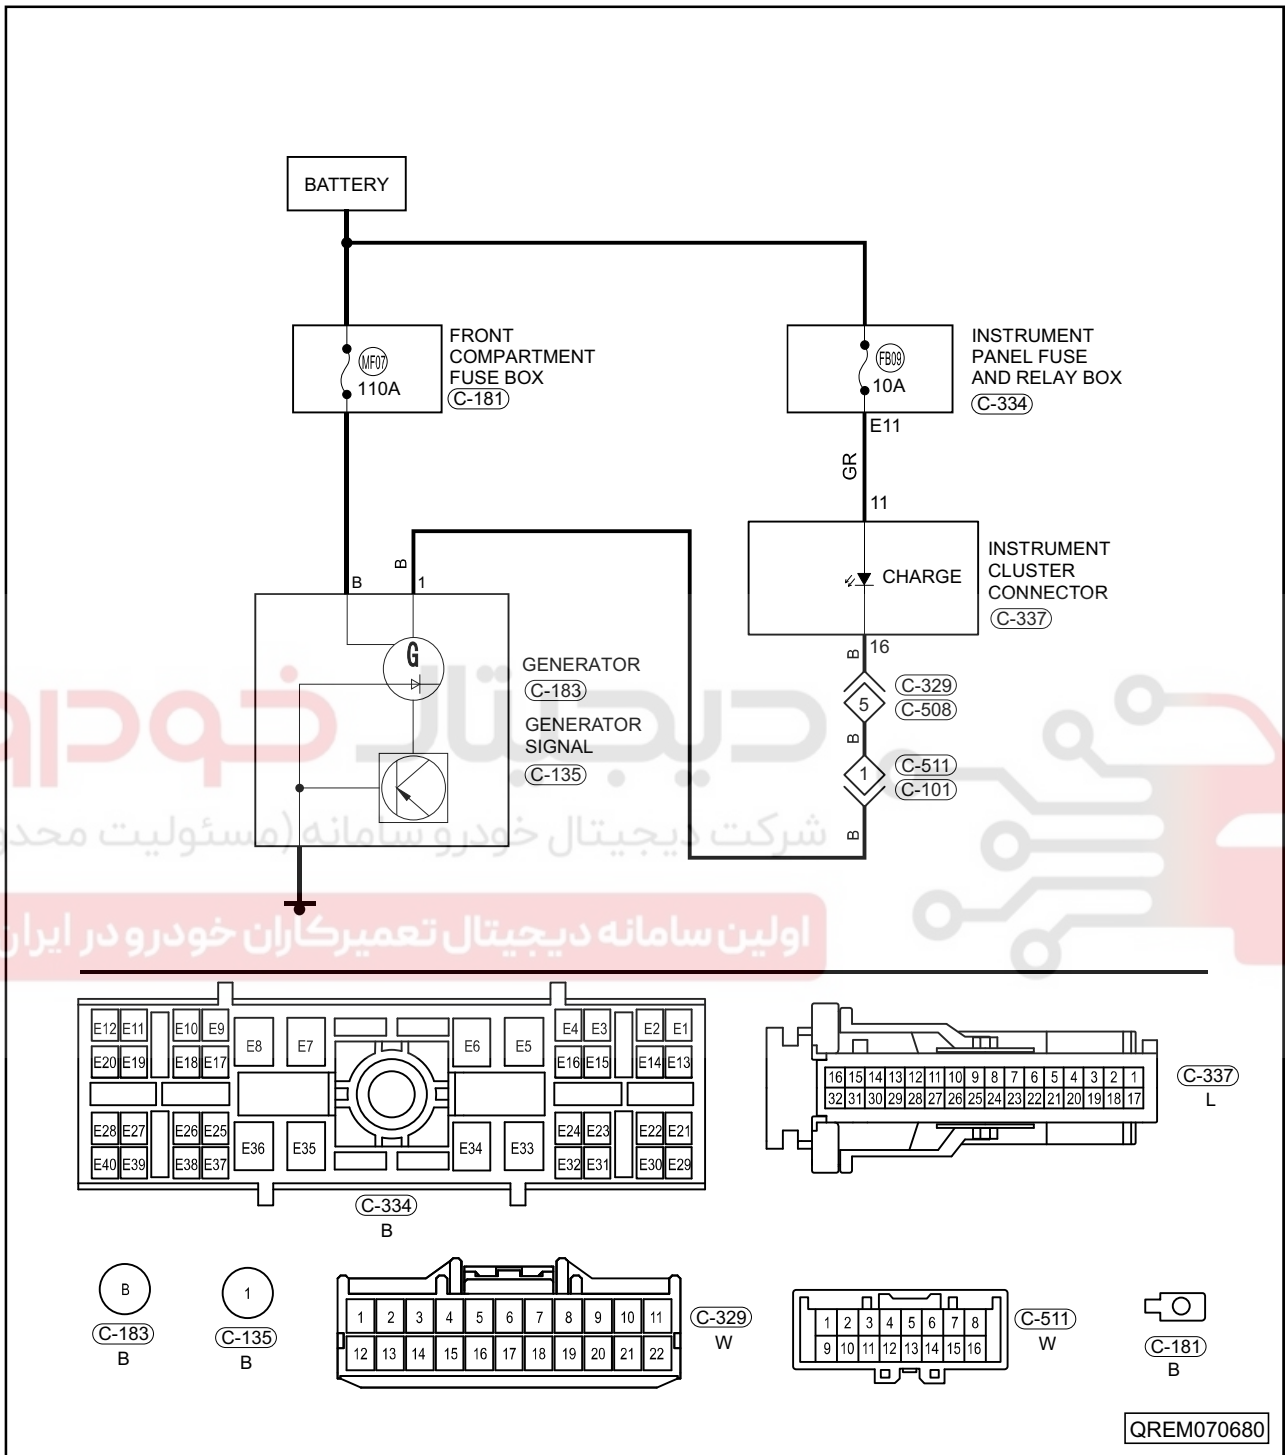 BATTERY
FRONT
COMPARTMENT
FUSE BOX
C-181
MF07
110A
INSTRUMENT
PANEL FUSE
AND RELAY BOX
C-334
FB09
10A
E11
GR
11
CHARGE
INSTRUMENT
CLUSTER
CONNECTOR
C-337
16
B
C-329
5
C-508
B
C-511
1
C-101
B
B
B
1
G
GENERATOR
C-183
GENERATOR
SIGNAL
C-135
دیجیتال خودرو
شرکت دیجیتال خودرو سامانه (مسئولیت محدو
اولین سامانه دیجیتال تعمیرکاران خودرو در ایران
E12 E11 E10 E9 E8 E7 E6 E5 E4 E3 E2 E1
E20 E19 E18 E17 E16 E15 E14 E13
E28 E27 E26 E25 E36 E35 E34 E33 E24 E23 E22 E21
E40 E39 E38 E37 E32 E31 E30 E29
C-334
B
16 15 14 13 12 11 10 9 8 7 6 5 4 3 2 1
32 31 30 29 28 27 26 25 24 23 22 21 20 19 18 17
C-337
L
B
C-183
B
1
C-135
B
1 2 3 4 5 6 7 8 9 10 11
12 13 14 15 16 17 18 19 20 21 22
C-329
W
1 2 3 4 5 6 7 8
9 10 11 12 13 14 15 16
C-511
W
C-181
B
QREM070680